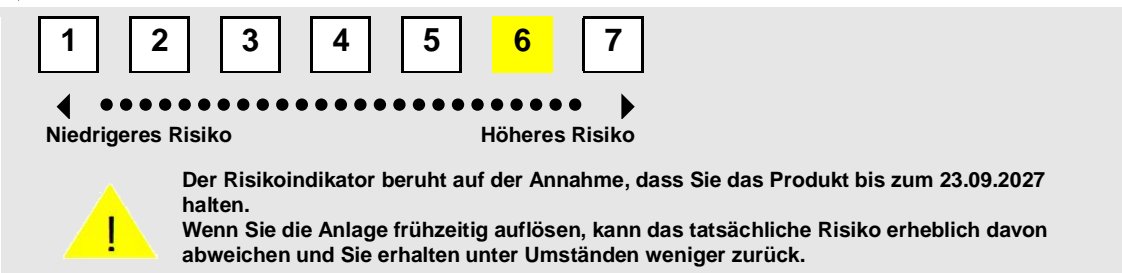 1 2 3 4 5 6 7
Niedrigeres Risiko Höheres Risiko
Der Risikoindikator beruht auf der Annahme, dass Sie das Produkt bis zum 23.09.2027
halten.
Wenn Sie die Anlage frühzeitig auflösen, kann das tatsächliche Risiko erheblich davon
abweichen und Sie erhalten unter Umständen weniger zurück.
!